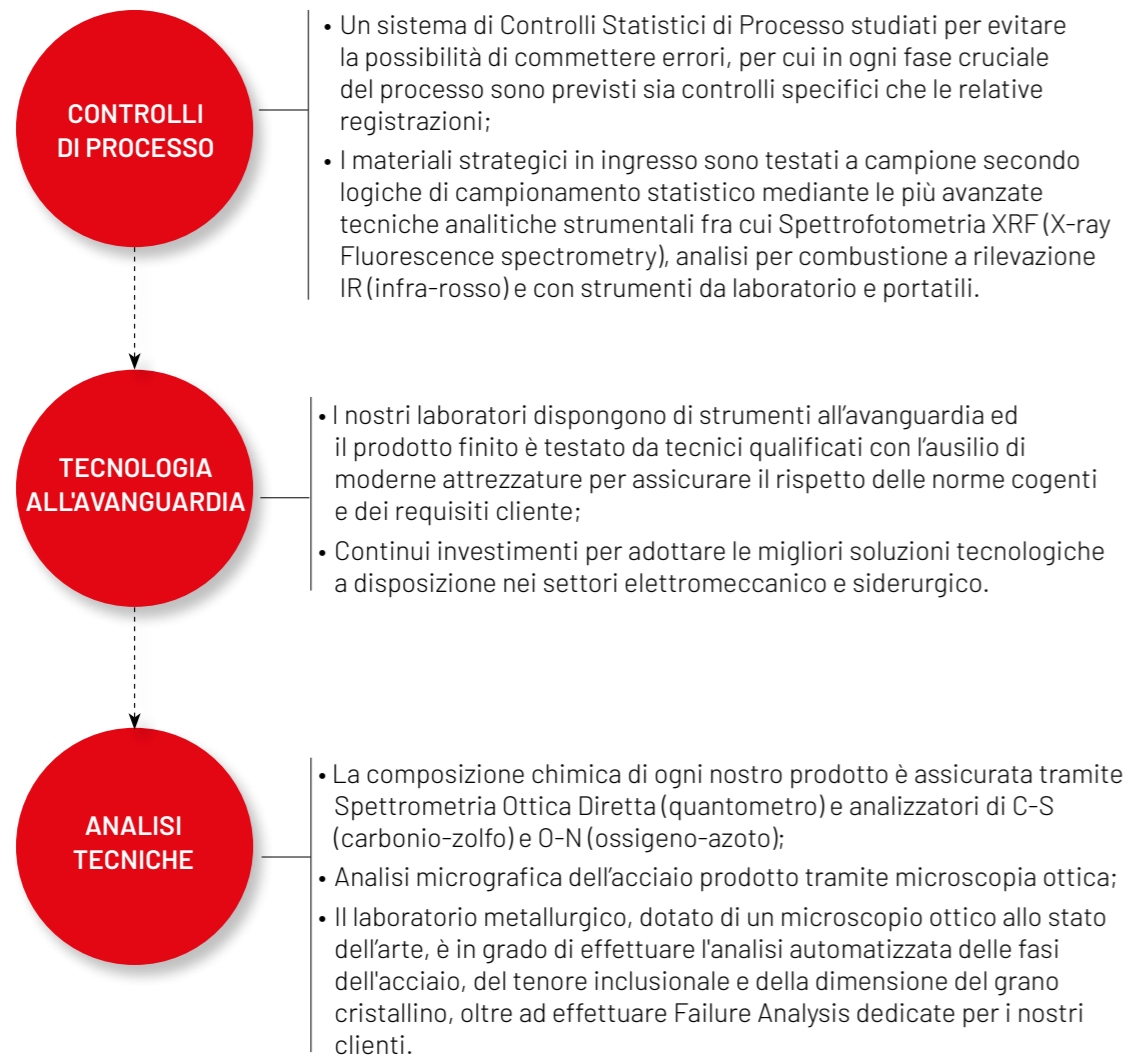 CONTROLLI
DI PROCESSO
• Un sistema di Controlli Statistici di Processo studiati per evitare
la possibilità di commettere errori, per cui in ogni fase cruciale
del processo sono previsti sia controlli specifici che le relative
registrazioni;
• I materiali strategici in ingresso sono testati a campione secondo
logiche di campionamento statistico mediante le più avanzate
tecniche analitiche strumentali fra cui Spettrofotometria XRF (X-ray
Fluorescence spectrometry), analisi per combustione a rilevazione
IR (infra-rosso) e con strumenti da laboratorio e portatili.
TECNOLOGIA
ALL'AVANGUARDIA
• I nostri laboratori dispongono di strumenti all’avanguardia ed
il prodotto finito è testato da tecnici qualificati con l’ausilio di
moderne attrezzature per assicurare il rispetto delle norme cogenti
e dei requisiti cliente;
• Continui investimenti per adottare le migliori soluzioni tecnologiche
a disposizione nei settori elettromeccanico e siderurgico.
ANALISI
TECNICHE
• La composizione chimica di ogni nostro prodotto è assicurata tramite
Spettrometria Ottica Diretta (quantometro) e analizzatori di C-S
(carbonio-zolfo) e O-N (ossigeno-azoto);
• Analisi micrografica dell’acciaio prodotto tramite microscopia ottica;
• Il laboratorio metallurgico, dotato di un microscopio ottico allo stato
dell’arte, è in grado di effettuare l'analisi automatizzata delle fasi
dell'acciaio, del tenore inclusionale e della dimensione del grano
cristallino, oltre ad effettuare Failure Analysis dedicate per i nostri
clienti.